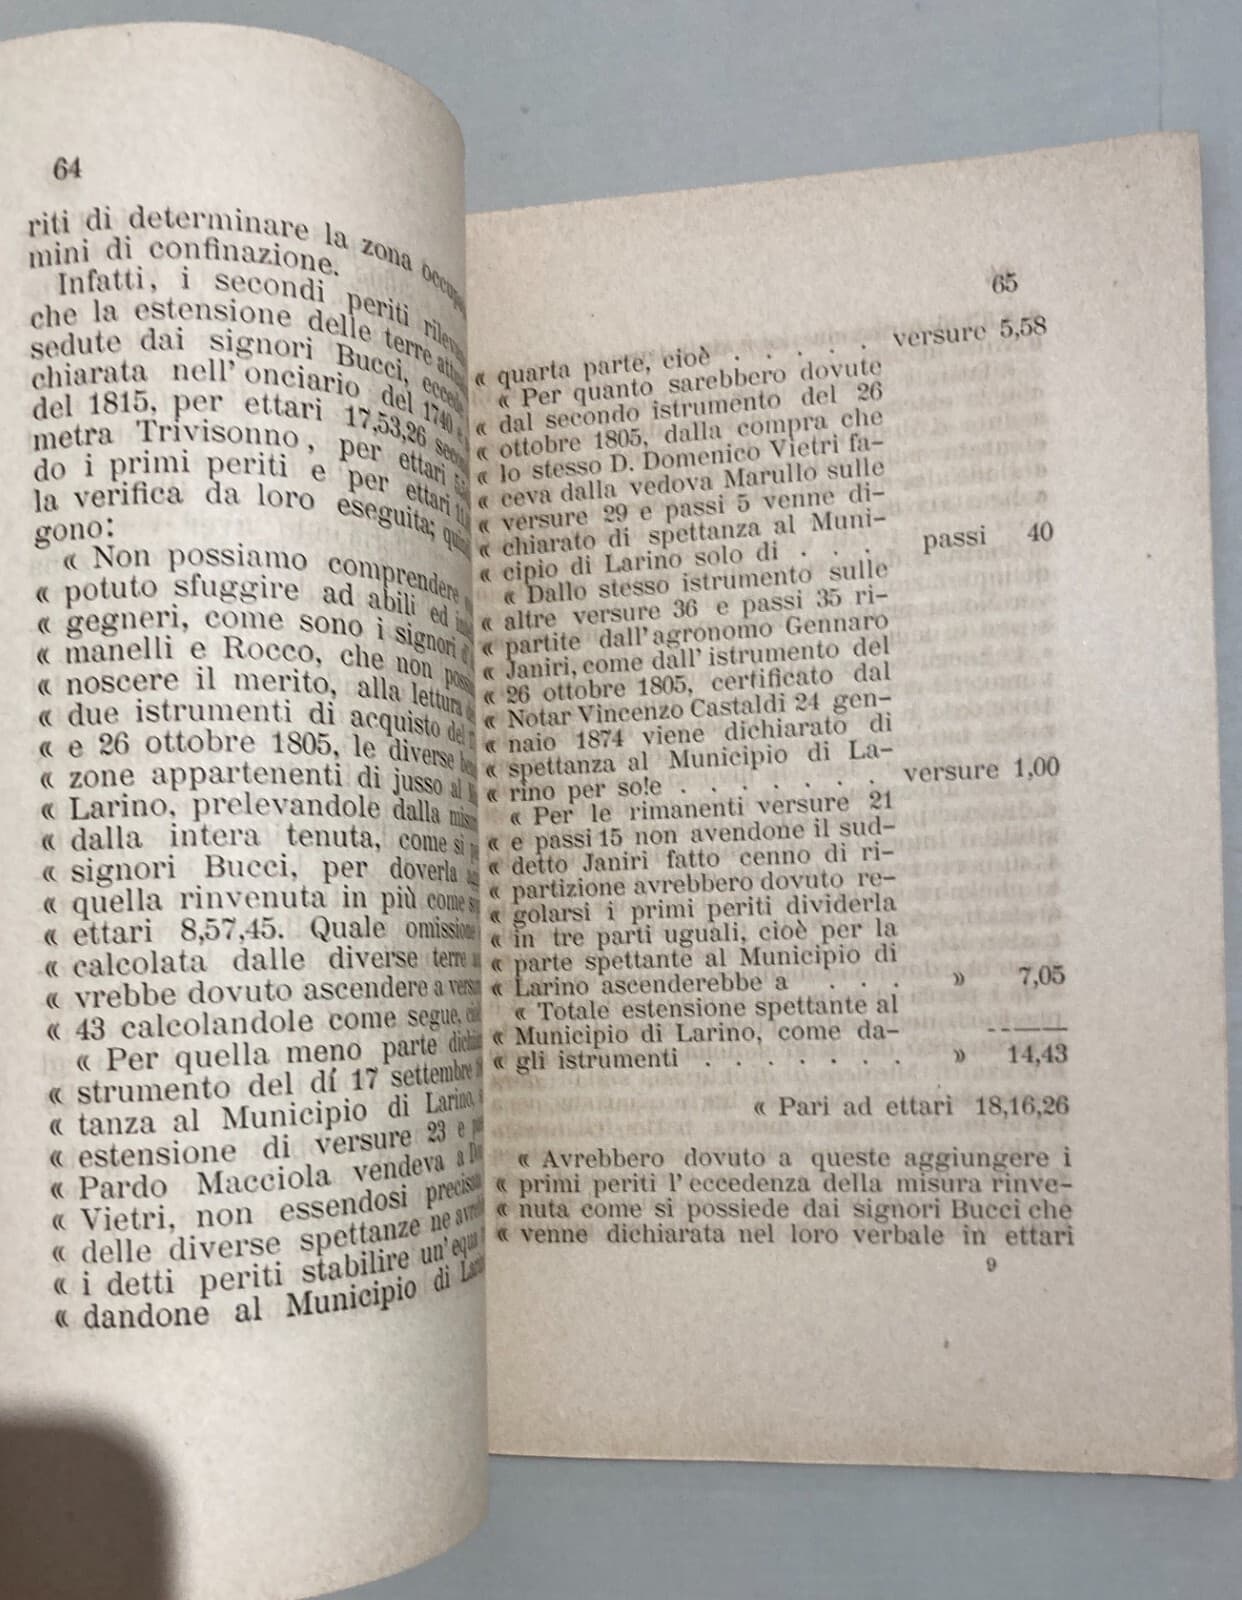 64
riti di determinare la zona
mini di confinazione.
Infatti, i secondi periti
che la estensione delle terre
sedute dai signori Bucci,
chiarata nell'onciario del 1740
del 1815, per ettari 17,53,26
metra Trivisonno, per ettari
do i primi periti e per ettari
la verifica da loro eseguita;
gono:
« Non possiamo comprendere
« potuto sfuggire ad abili ed
« gegneri, come sono i signori
« manelli e Rocco, che non
« noscere il merito, alla lettura
« due istrumenti di acquisto del
« e 26 ottobre 1805, le diverse
« zone appartenenti di jusso al
« Larino, prelevandole dalla
« dalla intera tenuta, come si
« signori Bucci, per doverla
« quella rinvenuta in più come
« ettari 8,57,45. Quale omissione
« calcolata dalle diverse terre
« vrebbe dovuto ascendere a
« 43 calcolandole come segue,
« Per quella meno parte
« strumento del dí 17 settembre
« tanza al Municipio di Larino,
« estensione di versure 23 e
« Pardo Macciola vendeva a
« Vietri, non essendosi
« delle diverse spettanze ne
« i detti periti stabilire un'equa
« dandone al Municipio di
65
« quarta parte, cioè . . . . . versure 5,58
« Per quanto sarebbero dovute
« dal secondo istrumento del 26
« ottobre 1805, dalla compra che
« lo stesso D. Domenico Vietri fa-
« ceva dalla vedova Marullo sulle
« versure 29 e passi 5 venne di-
« chiarato di spettanza al Muni-
« cipio di Larino solo di . . . passi 40
« Dallo stesso istrumento sulle
« altre versure 36 e passi 35 ri-
« partite dall'agronomo Gennaro
« Janiri, come dall'istrumento del
« 26 ottobre 1805, certificato dal
« Notar Vincenzo Castaldi 24 gen-
« naio 1874 viene dichiarato di
« spettanza al Municipio di La-
« rino per so!e . . . . . . versure 1,00
« Per le rimanenti versure 21
« e passi 15 non avendone il sud-
« detto Janiri fatto cenno di ri-
« partizione avrebbero dovuto re-
« golarsi i primi periti dividerla
« in tre parti uguali, cioè per la
« parte spettante al Municipio di
« Larino ascenderebbe a . . . » 7,05
« Totale estensione spettante al
« Municipio di Larino, come da-
« gli istrumenti . . . . . . . » 14,43
« Pari ad ettari 18,16,26
« Avrebbero dovuto a queste aggiungere i
« primi periti l'eccedenza della misura rinve-
« nuta come si possiede dai signori Bucci che
« venne dichiarata nel loro verbale in ettari
9